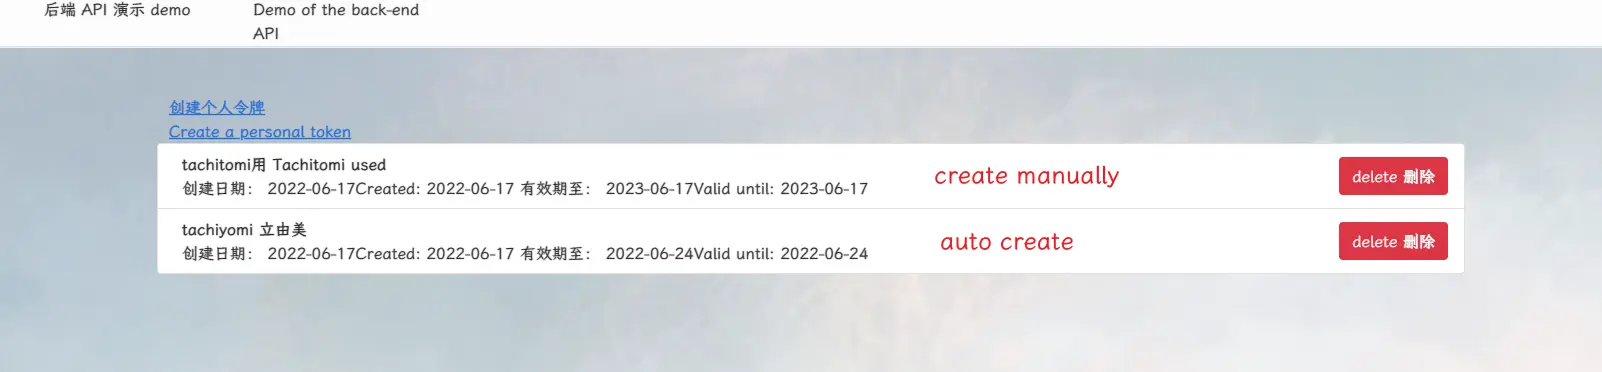 后端 API 演示 demo
Demo of the back-end
API
创建个人令牌
Create a personal token
tachitomi用 Tachitomi used
创建日期： 2022-06-17Created: 2022-06-17 有效期至： 2023-06-17Valid until: 2023-06-17
create manually
delete 删除
tachiyomi 立由美
创建日期： 2022-06-17Created: 2022-06-17 有效期至： 2022-06-24Valid until: 2022-06-24
auto create
delete 删除